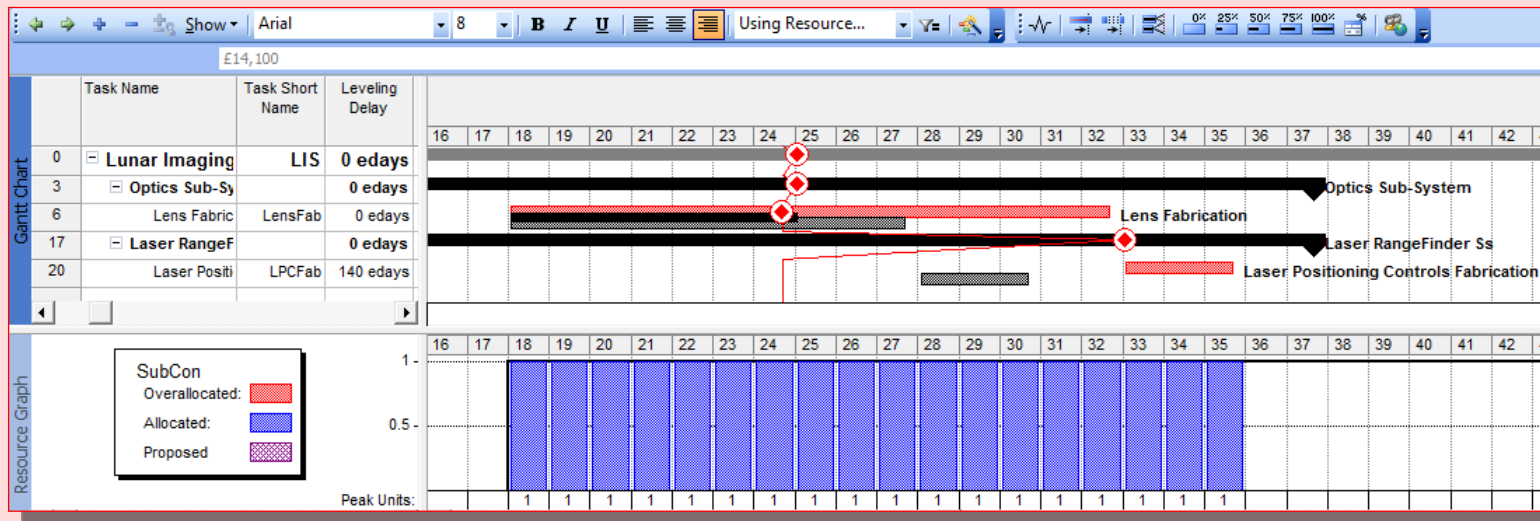 Show Arial 8 B I U Using Resource... 0% 25% 50% 75% 100%
£14,100
Gantt Chart
Task Name Task Short Name Leveling Delay
16 17 18 19 20 21 22 23 24 25 26 27 28 29 30 31 32 33 34 35 36 37 38 39 40 41 42
0 Lunar Imaging LIS 0 edays
3 Optics Sub-Sy 0 edays Optics Sub-System
6 Lens Fabric LensFab 0 edays Lens Fabrication
17 Laser RangeF 0 edays Laser RangeFinder Ss
20 Laser Positi LPCFab 140 edays Laser Positioning Controls Fabrication
Resource Graph
16 17 18 19 20 21 22 23 24 25 26 27 28 29 30 31 32 33 34 35 36 37 38 39 40 41 42
SubCon
Overallocated:
Allocated:
Proposed
1
0.5
Peak Units: 1 1 1 1 1 1 1 1 1 1 1 1 1 1 1 1 1 1